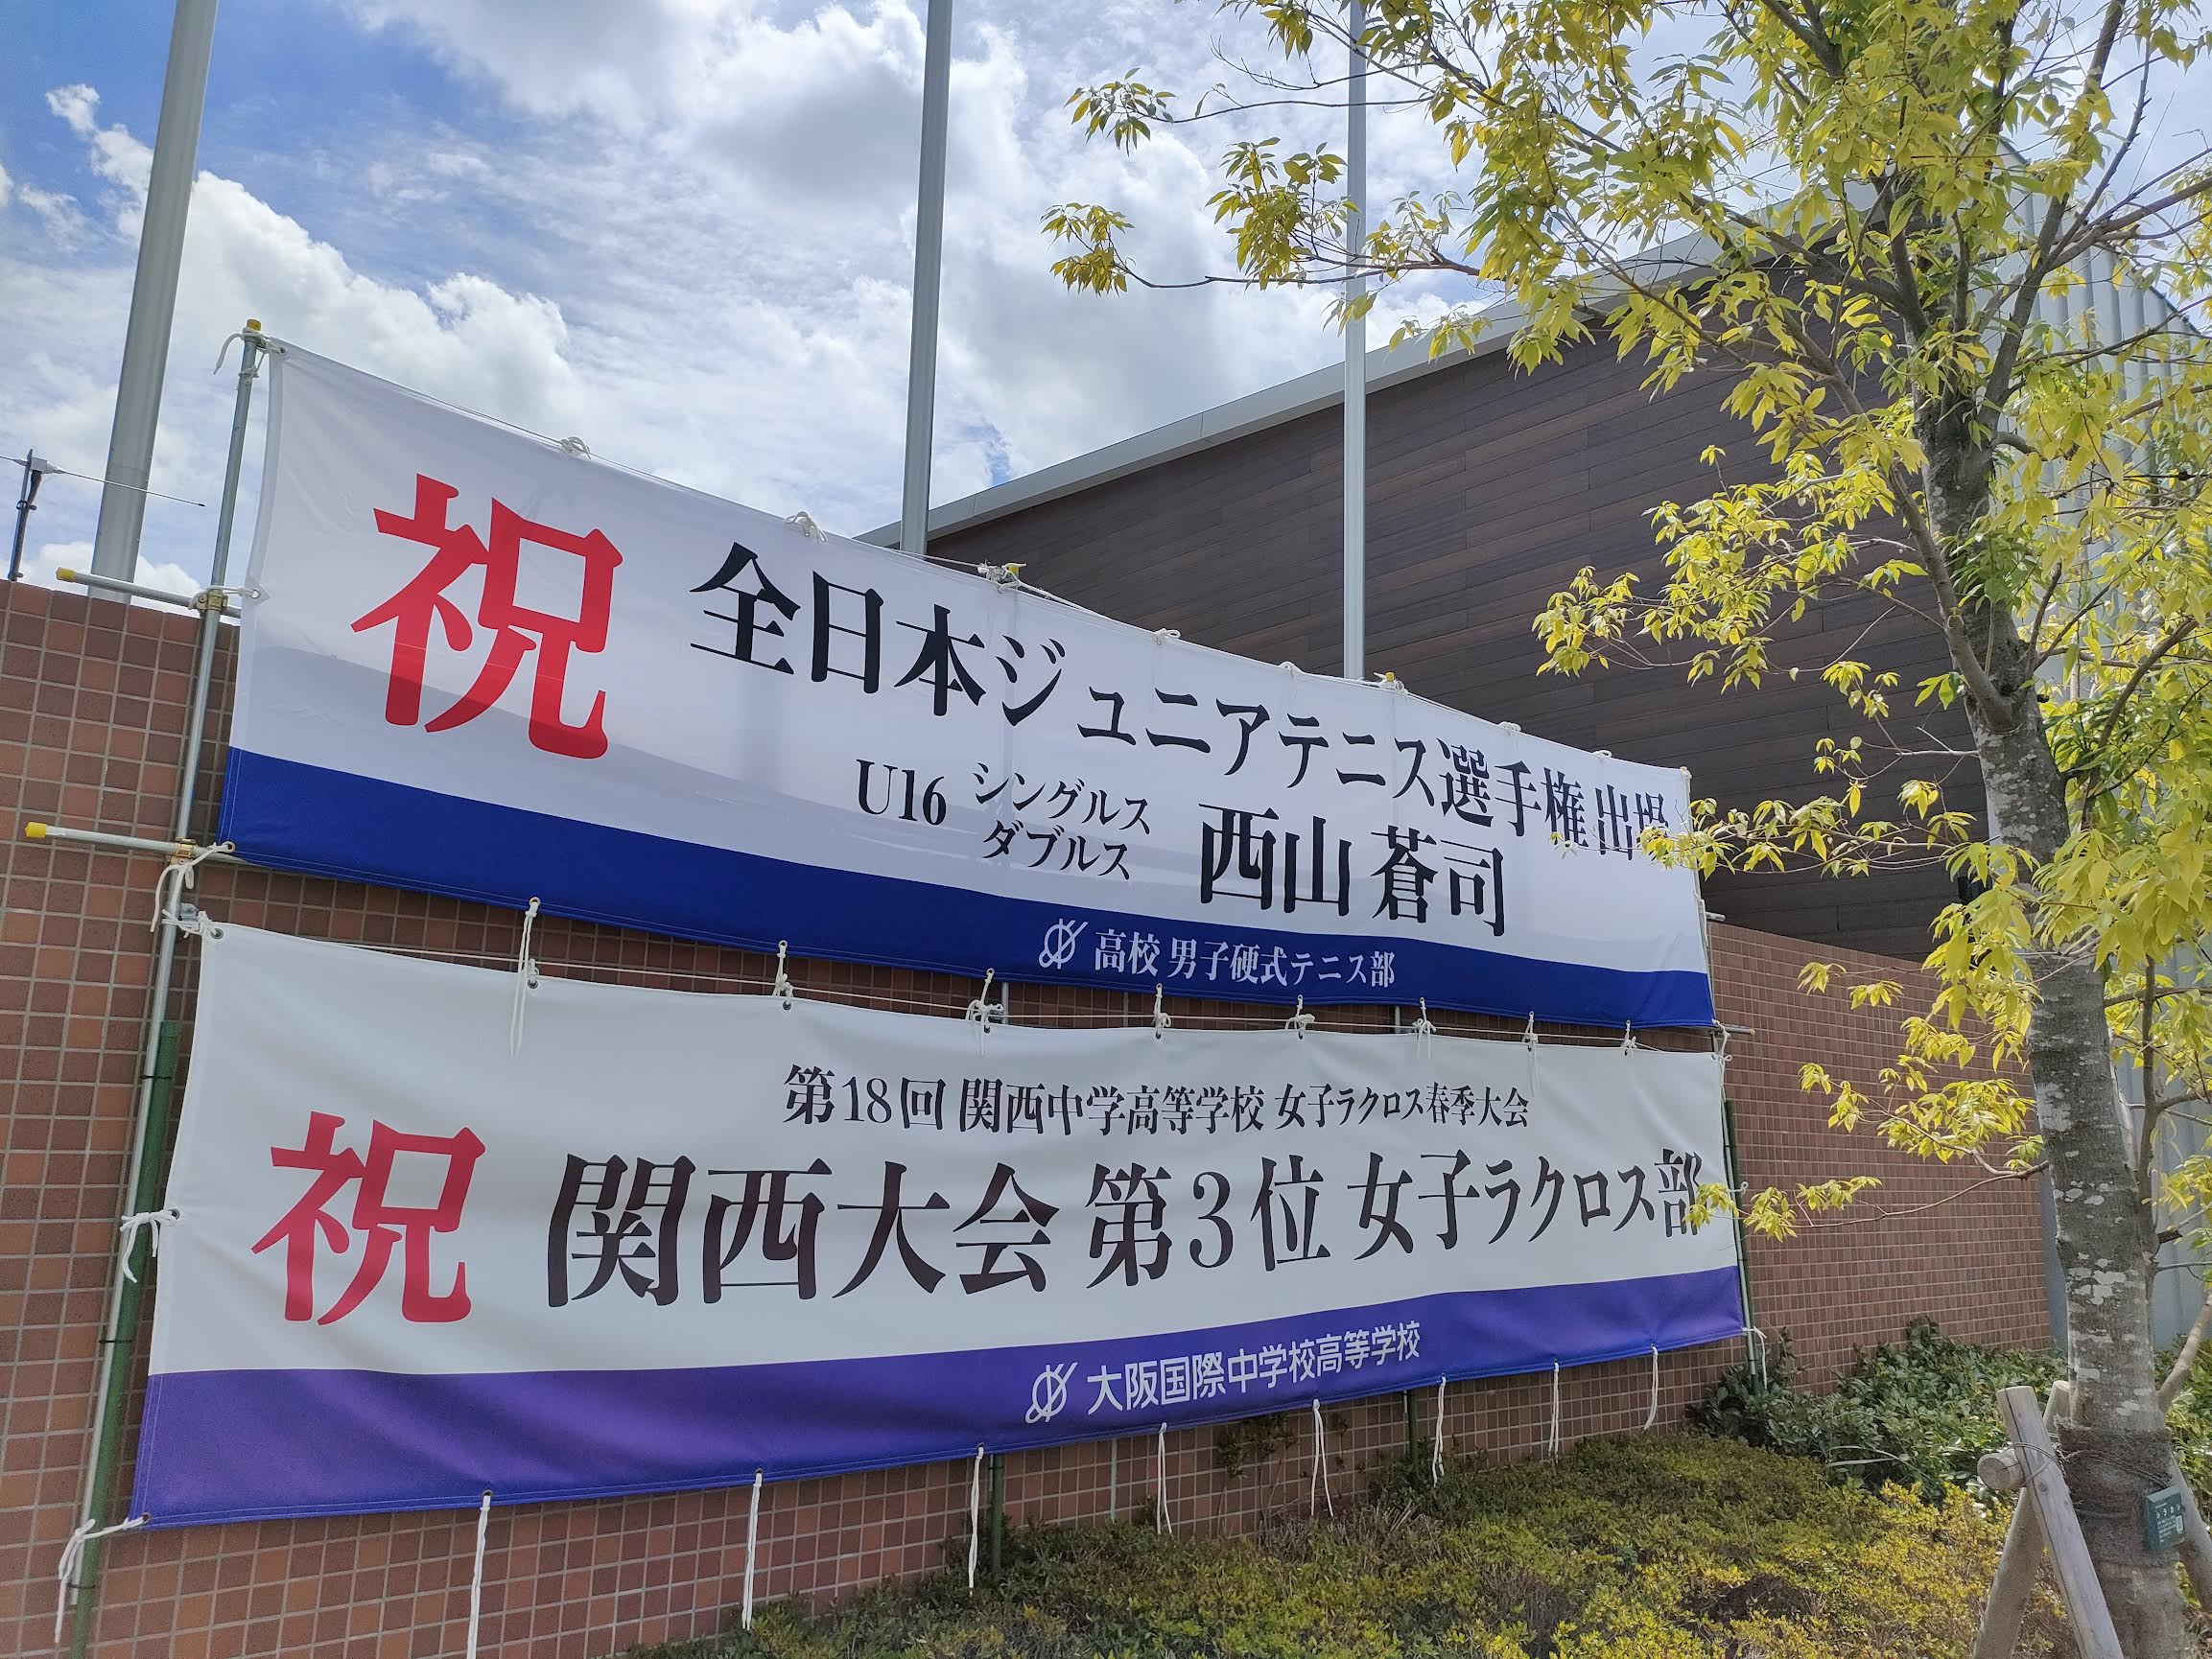 祝
全日本ジュニアテニス選手権 出場
U16 シングルス ダブルス 西山 蒼司
高校 男子硬式テニス部
第18回 関西中学高等学校 女子ラクロス春季大会
祝
関西大会 第3位 女子ラクロス部
大阪国際中学校高等学校